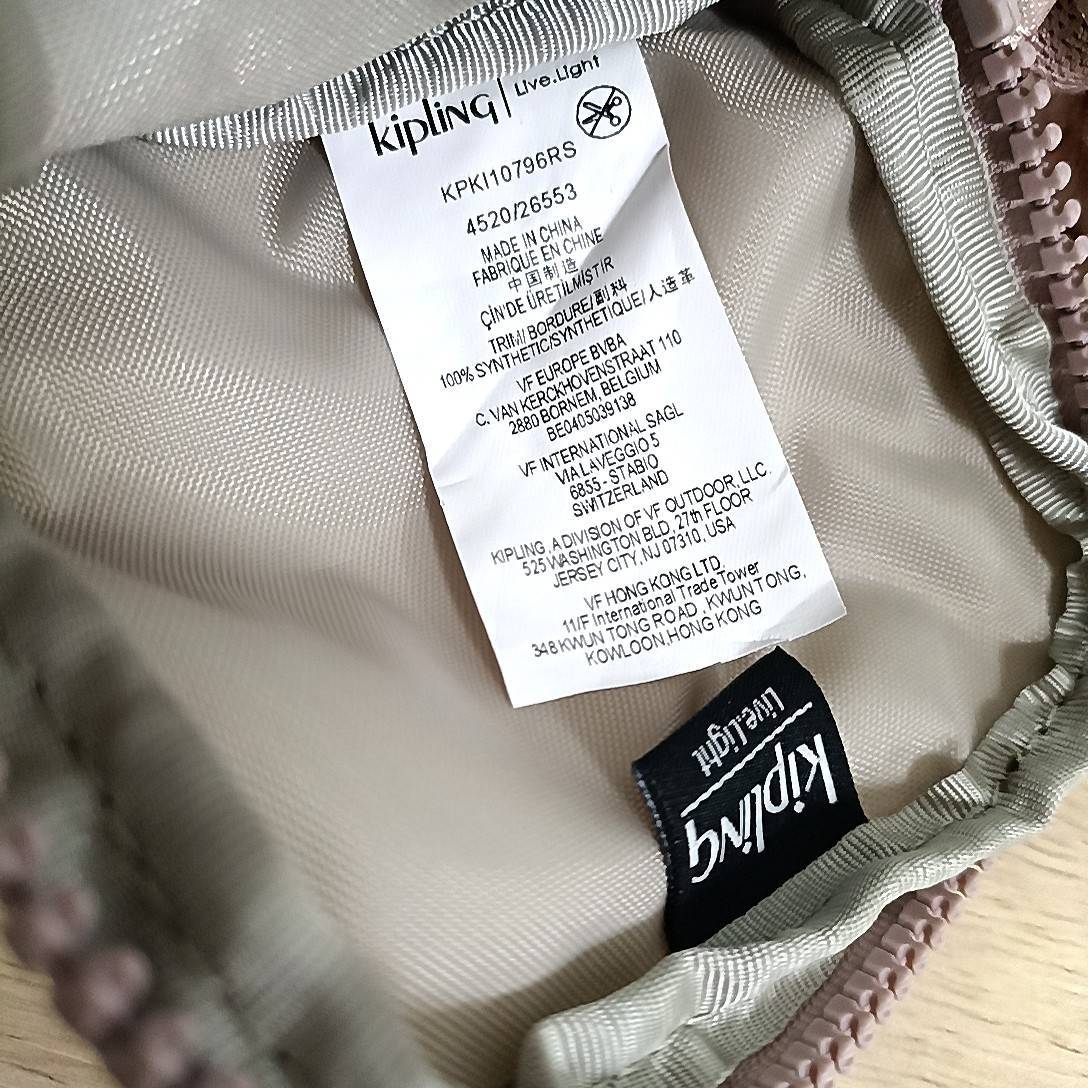 kipling | Live.Light
KPKI10796RS
4520/26553
MADE IN CHINA
FABRIQUE EN CHINE
中国制造
ÇİN'DE ÜRETİLMİŞTİR
TRIM/BORDURE/副料
100% SYNTHETIC/SYNTHETIQUE/人造革
VF EUROPE BVBA
C. VAN KERCKHOVENSTRAAT 110
2880 BORNEM, BELGIUM
BE0405039138
VF INTERNATIONAL SAGL
VIA LAVEGGIO 5
6855 - STABIO
SWITZERLAND
KIPLING ,A DIVISION OF VF OUTDOOR, LLC.
525 WASHINGTON BLD, 27th FLOOR
JERSEY CITY, NJ 07310, USA
VF HONG KONG LTD,
11/F International Trade Tower
348 KWUN TONG ROAD , KWUN TONG,
KOWLOON,HONG KONG
kipling
Live.Light